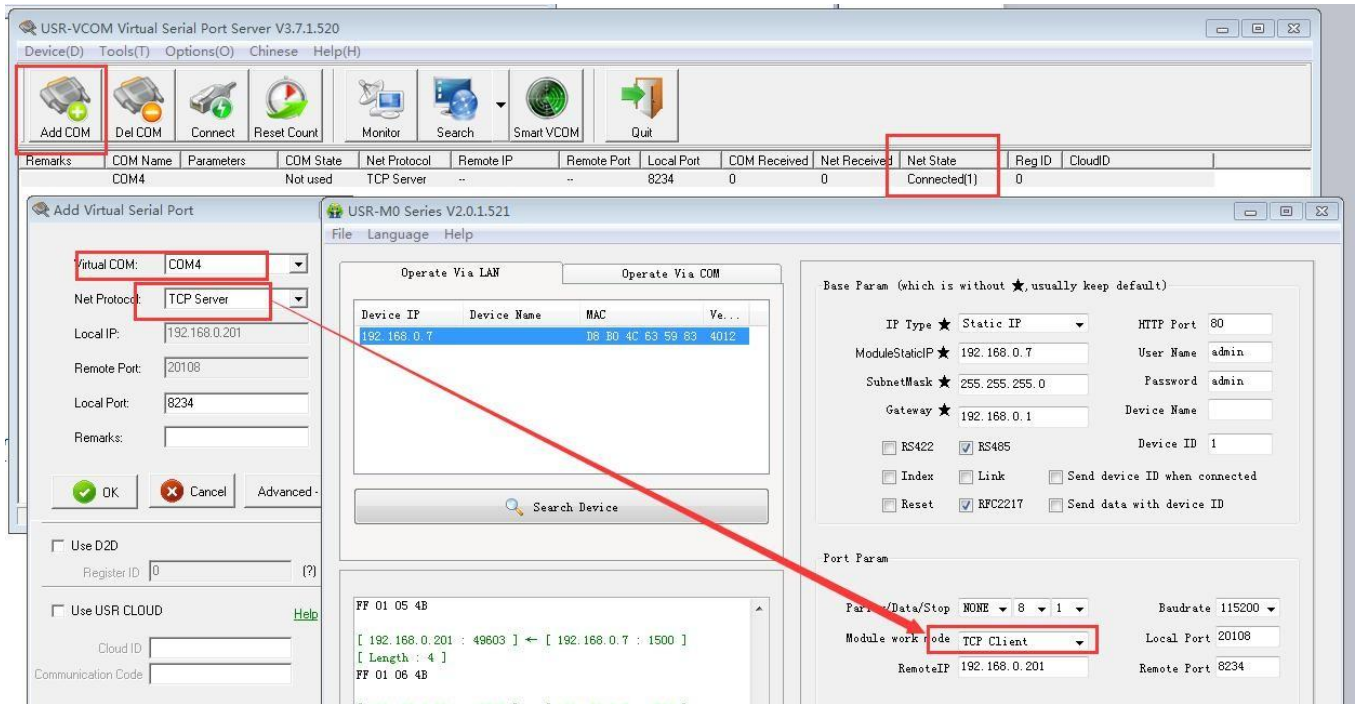 USR-VCOM Virtual Serial Port Server V3.7.1.520
Device(D) Tools(T) Options(O) Chinese Help(H)
Add COM Del COM Connect Reset Count Monitor Search Smart VCOM Quit
Remarks COM Name Parameters COM State Net Protocol Remote IP Remote Port Local Port COM Received Net Received Net State Reg ID CloudID
COM4 Not used TCP Server -- -- 8234 0 0 Connected(1) 0
Add Virtual Serial Port
Virtual COM: COM4
Net Protocol: TCP Server
Local IP: 192.168.0.201
Remote Port: 20108
Local Port: 8234
Remarks:
OK Cancel Advanced -
Use D2D
Register ID 0 (?)
Use USR CLOUD Help
Cloud ID
Communication Code
USR-M0 Series V2.0.1.521
File Language Help
Operate Via LAN Operate Via COM
Device IP Device Name MAC Ve...
192.168.0.7 D8 B0 4C 63 59 83 4012
Search Device
FF 01 05 4B
[ 192.168.0.201 : 49603 ] ← [ 192.168.0.7 : 1500 ]
[ Length : 4 ]
FF 01 06 4B
Base Param (which is without ★,usually keep default)
IP Type ★ Static IP HTTP Port 80
ModuleStaticIP ★ 192.168.0.7 User Name admin
SubnetMask ★ 255.255.255.0 Password admin
Gateway ★ 192.168.0.1 Device Name
RS422 RS485 Device ID 1
Index Link Send device ID when connected
Reset RFC2217 Send data with device ID
Port Param
Parity/Data/Stop NONE 8 1 Baudrate 115200
Module work mode TCP Client Local Port 20108
RemoteIP 192.168.0.201 Remote Port 8234